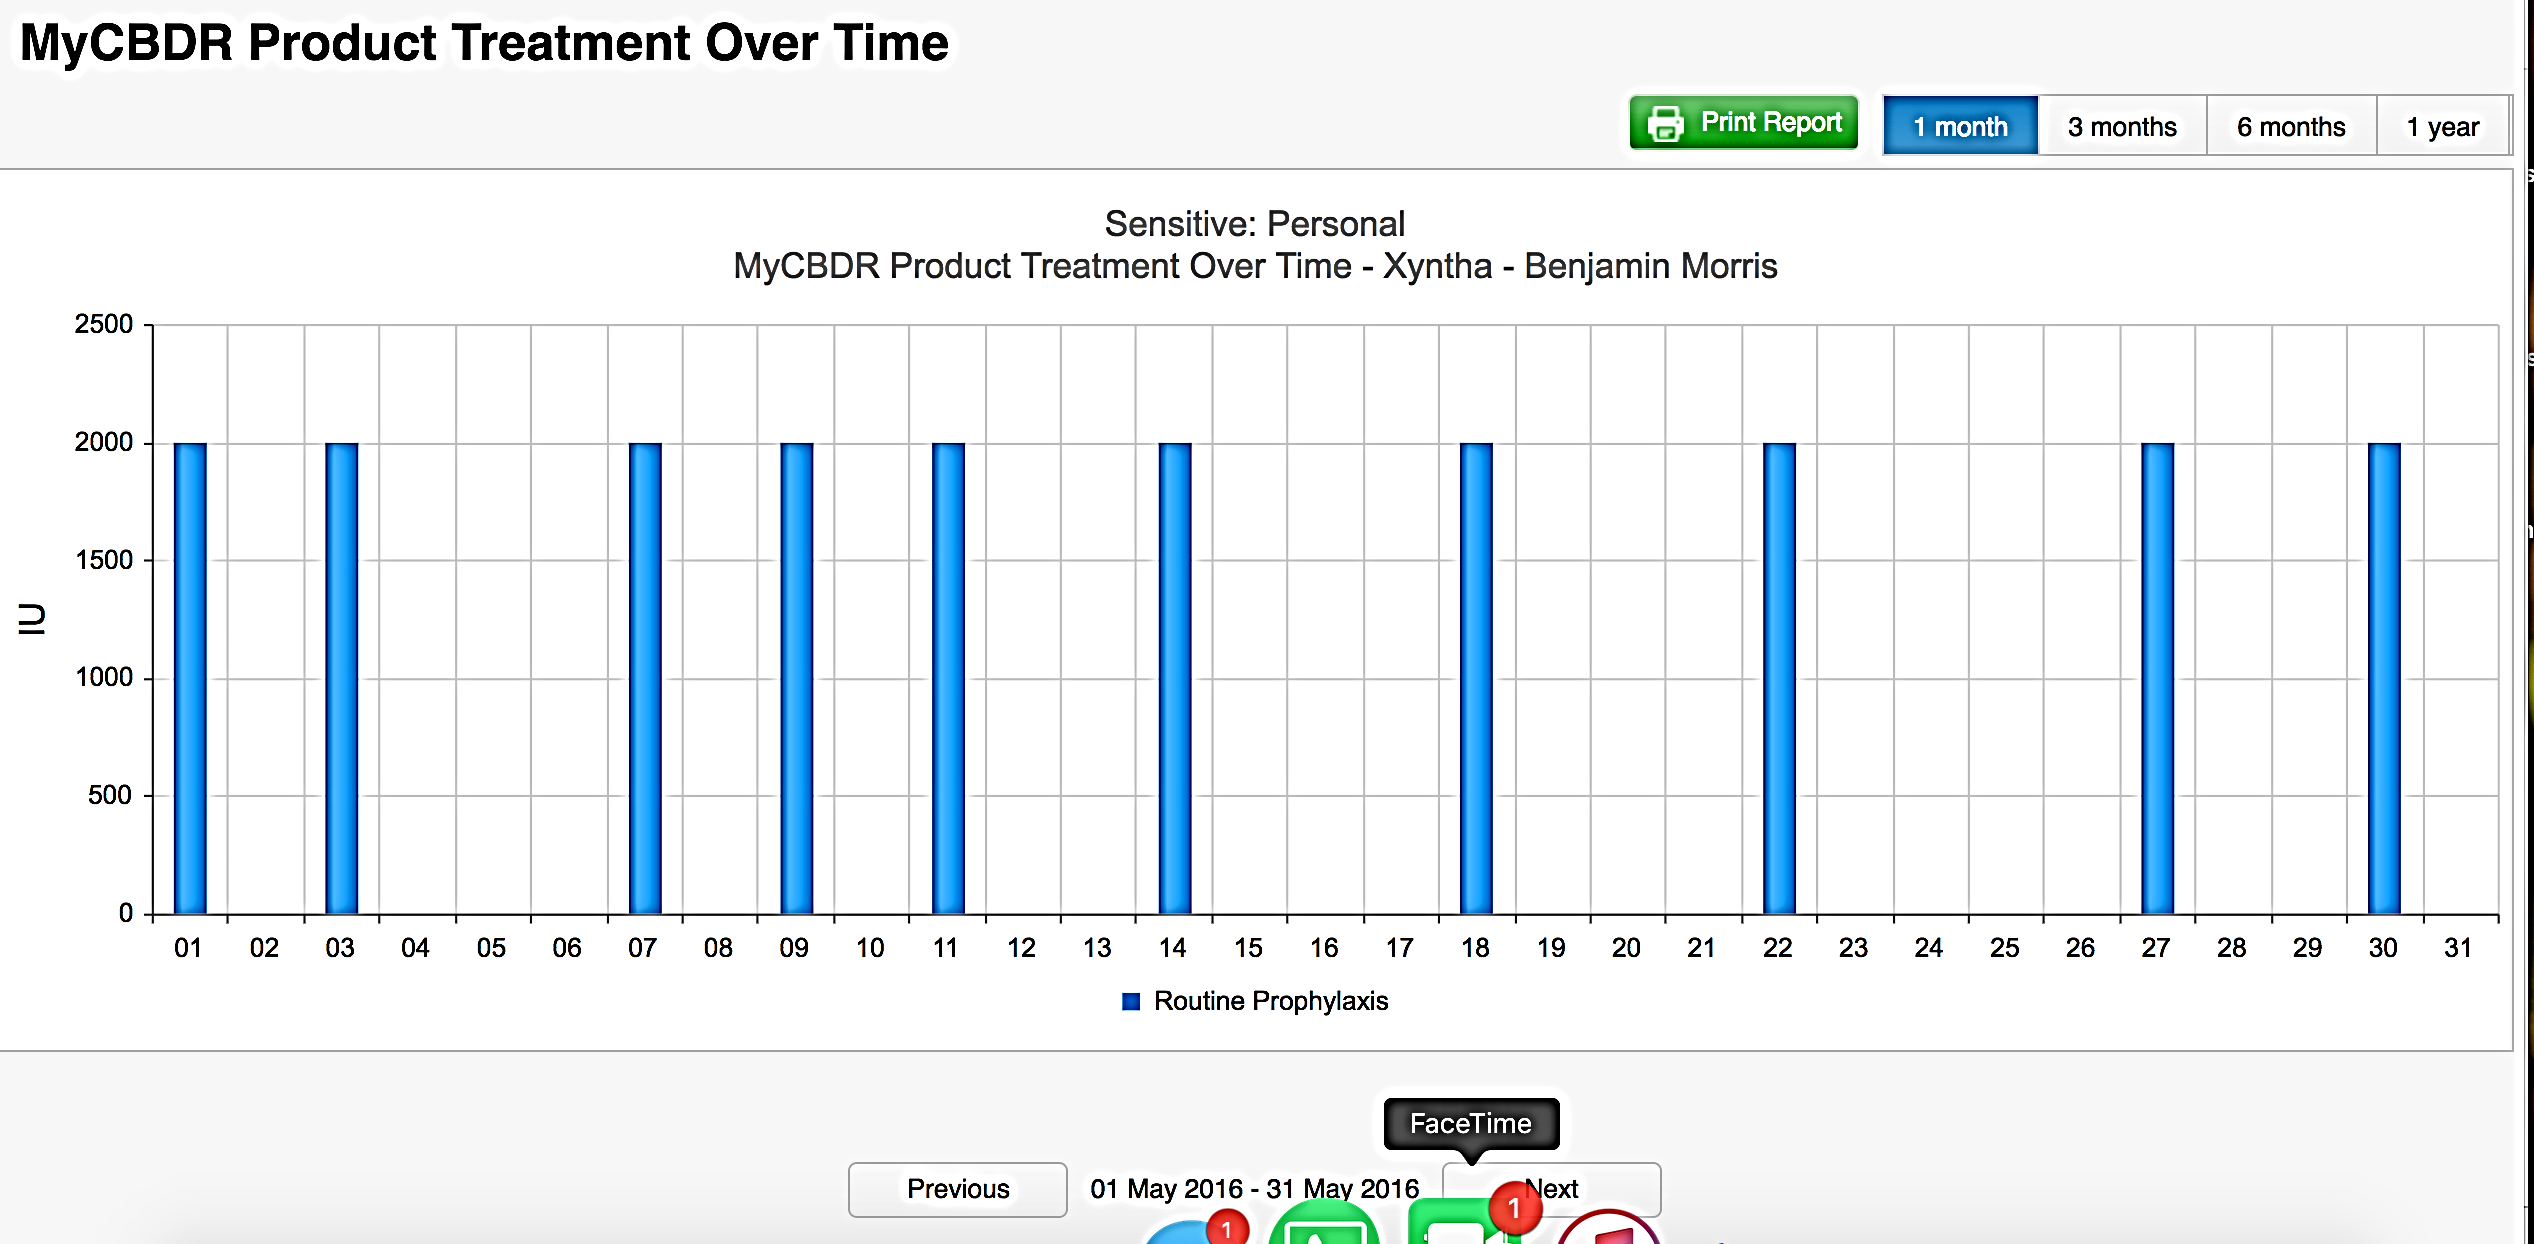 MyCBDR Product Treatment Over Time
Print Report
1 month
3 months
6 months
1 year
Sensitive: Personal
MyCBDR Product Treatment Over Time - Xyntha - Benjamin Morris
2500
2000
1500
1000
500
0
IU
01 02 03 04 05 06 07 08 09 10 11 12 13 14 15 16 17 18 19 20 21 22 23 24 25 26 27 28 29 30 31
Routine Prophylaxis
FaceTime
Previous
01 May 2016 - 31 May 2016
Next
1
1